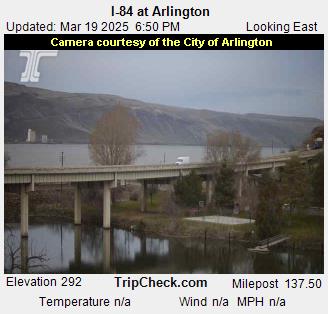 I-84 at Arlington
Updated: Mar 19 2025 6:50 PM Looking East
Camera courtesy of the City of Arlington
Elevation 292 TripCheck.com Milepost 137.50
Temperature n/a Wind n/a MPH n/a